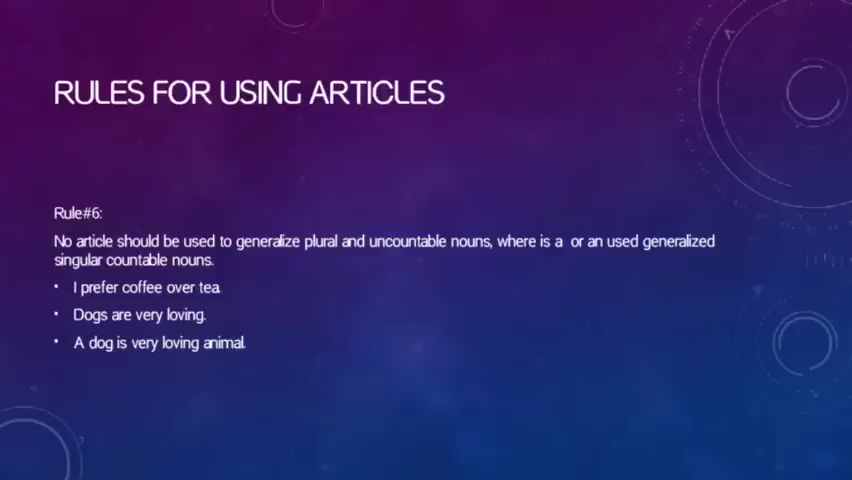 RULES FOR USING ARTICLES
Rule#6:
No article should be used to generalize plural and uncountable nouns, where is a or an used generalized
singular countable nouns.
• I prefer coffee over tea.
• Dogs are very loving.
• A dog is very loving animal.